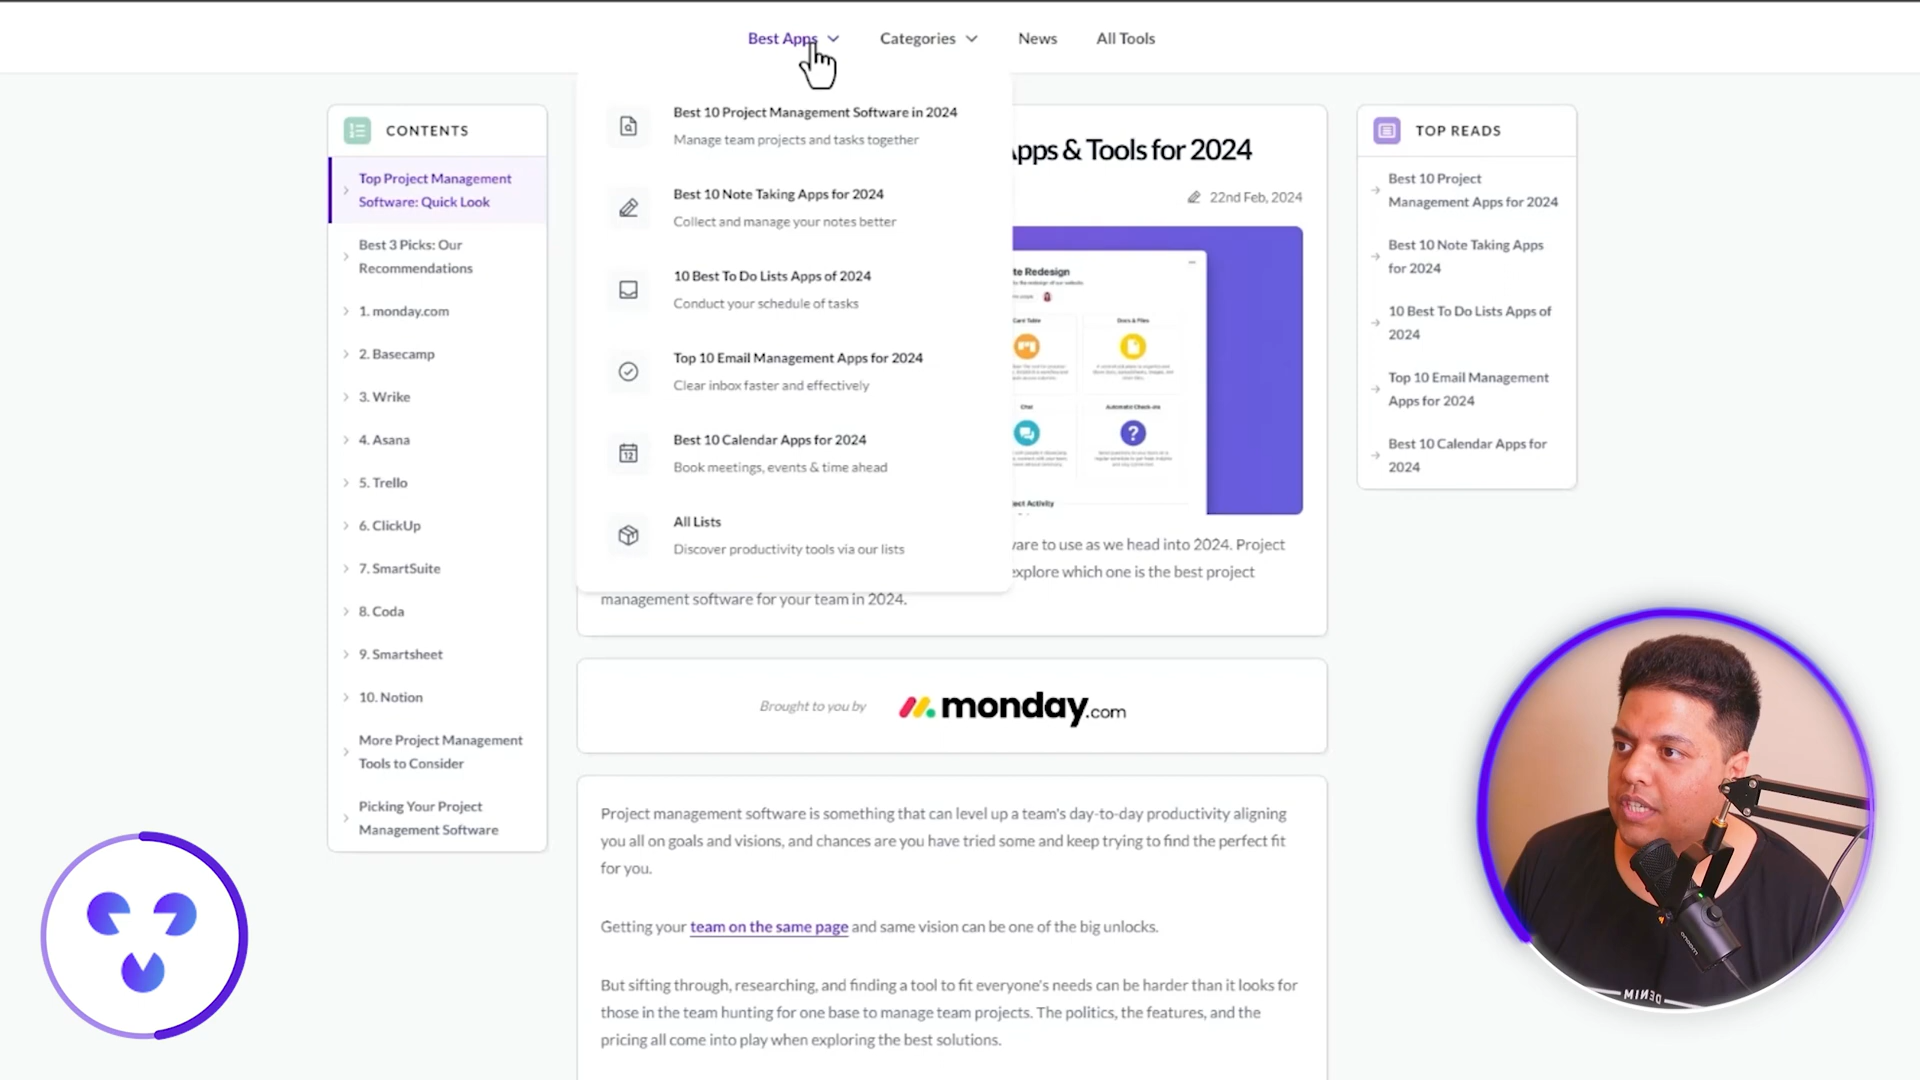 Best Apps
Categories
News
All Tools
CONTENTS
Top Project Management
Software: Quick Look
Best 3 Picks: Our
Recommendations
1. monday.com
2. Basecamp
3. Wrike
4. Asana
5. Trello
6. ClickUp
7. SmartSuite
8. Coda
9. Smartsheet
10. Notion
More Project Management
Tools to Consider
Picking Your Project
Management Software
Best 10 Project Management Software in 2024
Manage team projects and tasks together
Best 10 Note Taking Apps for 2024
Collect and manage your notes better
10 Best To Do Lists Apps of 2024
Conduct your schedule of tasks
Top 10 Email Management Apps for 2024
Clear inbox faster and effectively
Best 10 Calendar Apps for 2024
Book meetings, events & time ahead
All Lists
Discover productivity tools via our lists
Apps & Tools for 2024
22nd Feb, 2024
te Redesign
Card Table
Docs & Files
Chat
Automatic Check-ins
?
ect Activity
are to use as we head into 2024. Project
explore which one is the best project
management software for your team in 2024.
Brought to you by
monday.com
Project management software is something that can level up a team's day-to-day productivity aligning
you all on goals and visions, and chances are you have tried some and keep trying to find the perfect fit
for you.
Getting your team on the same page and same vision can be one of the big unlocks.
But sifting through, researching, and finding a tool to fit everyone's needs can be harder than it looks for
those in the team hunting for one base to manage team projects. The politics, the features, and the
pricing all come into play when exploring the best solutions.
TOP READS
Best 10 Project
Management Apps for 2024
Best 10 Note Taking Apps
for 2024
10 Best To Do Lists Apps of
2024
Top 10 Email Management
Apps for 2024
Best 10 Calendar Apps for
2024
DENIM